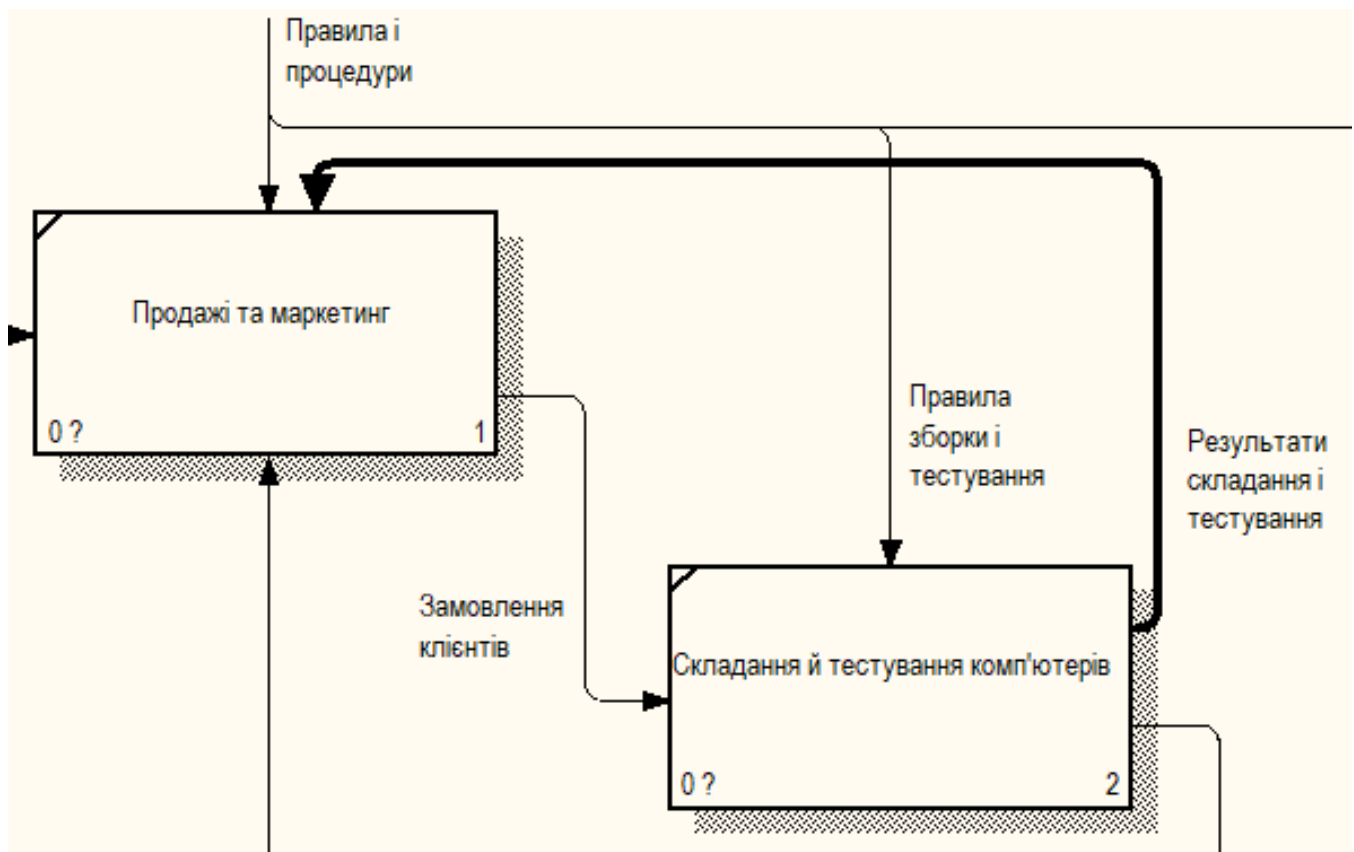 Правила і
процедури
Продажі та маркетинг
0 ?
1
Правила
зборки і
тестування
Результати
складання і
тестування
Замовлення
клієнтів
Складання й тестування комп'ютерів
0 ?
2